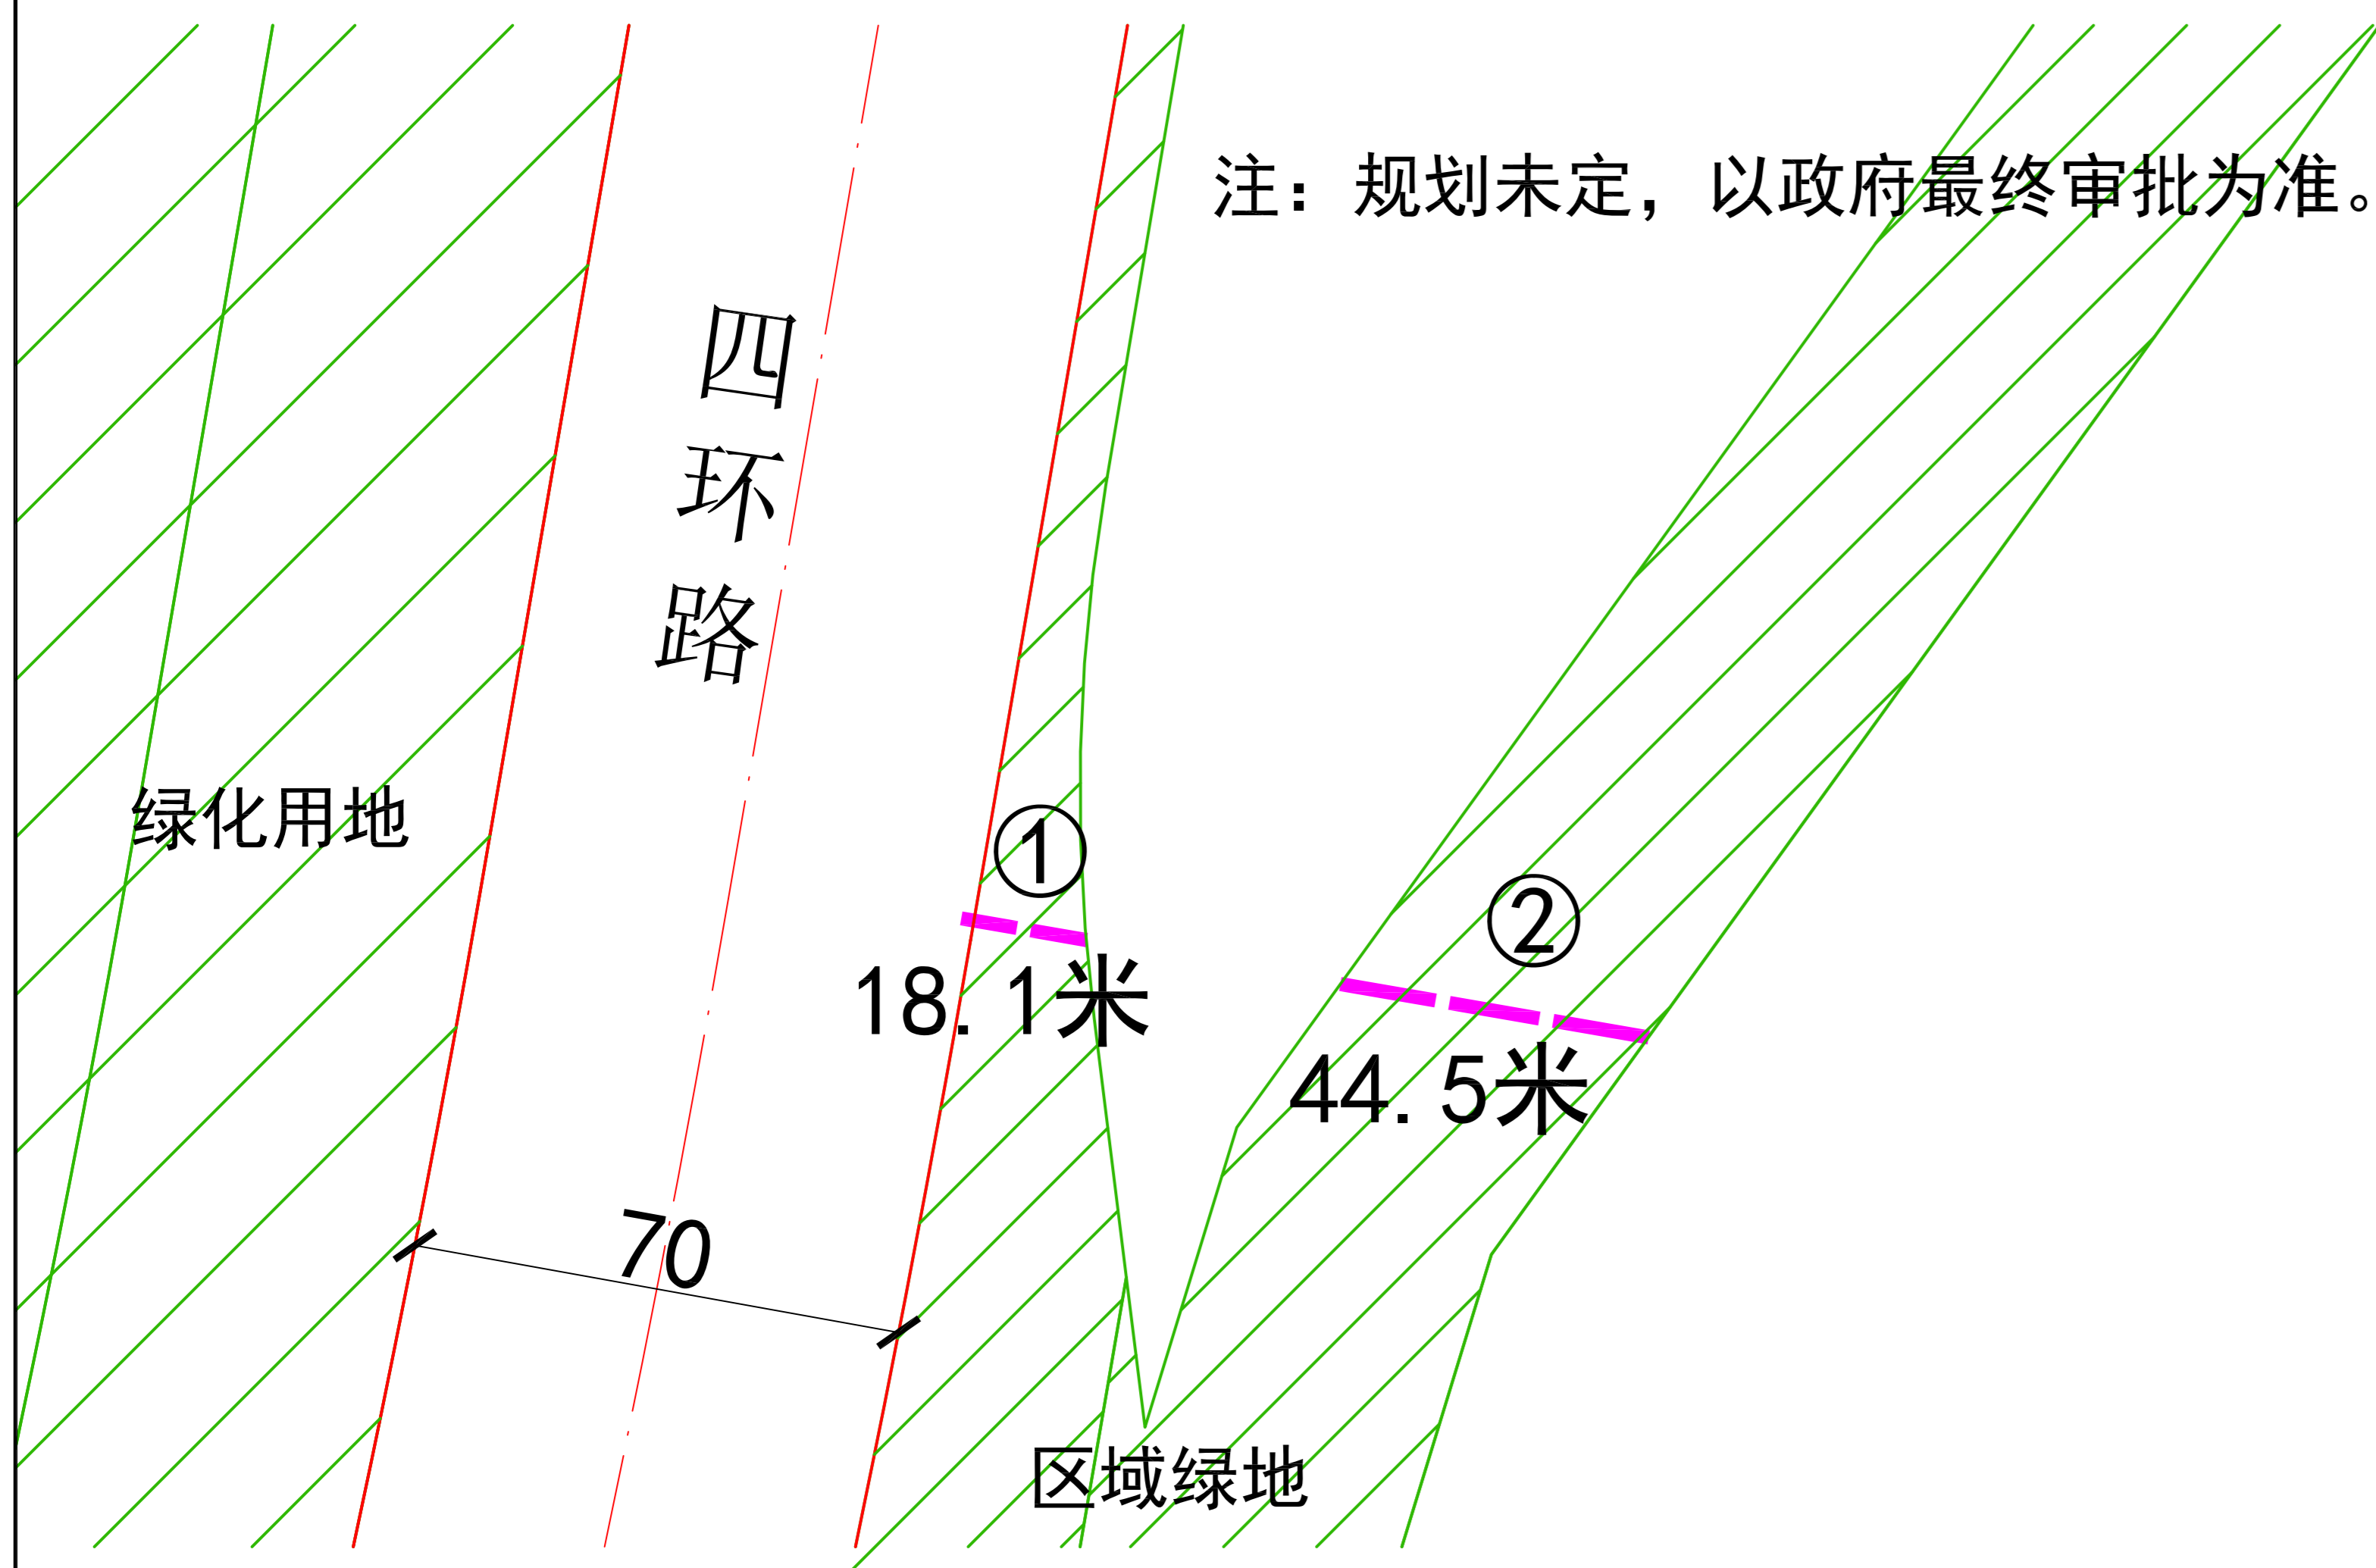 注：规划未定，以政府最终审批为准。
四环路
绿化用地
①
18.1米
②
44.5米
70
区域绿地